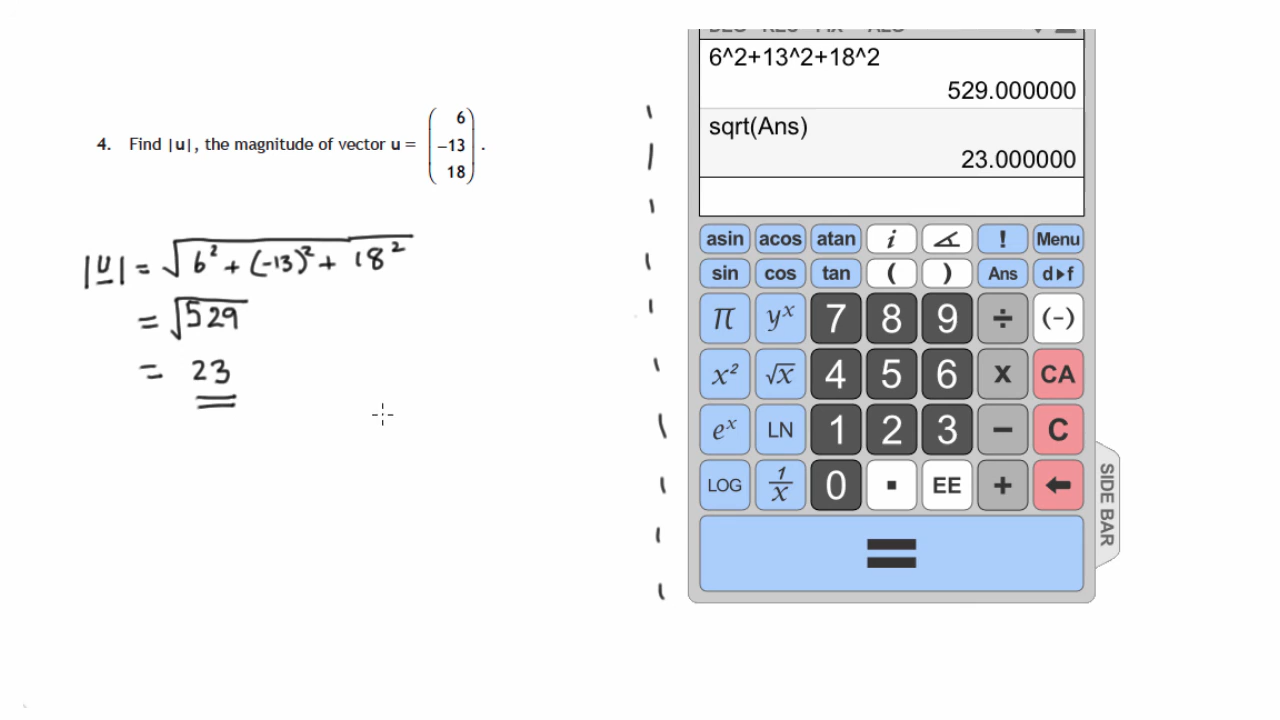 6^2+13^2+18^2
529.000000
sqrt(Ans)
23.000000
4. Find |u|, the magnitude of vector u = ( 6
–13
18 ) .
|u| = √6² + (-13)² + 18²
= √529
= 23
asin acos atan i ∠ ! Menu
sin cos tan ( ) Ans d▸f
π yˣ 7 8 9 ÷ (–)
x² √x 4 5 6 x CA
eˣ LN 1 2 3 – C
LOG 1/X 0 . EE + ←
=
SIDE BAR